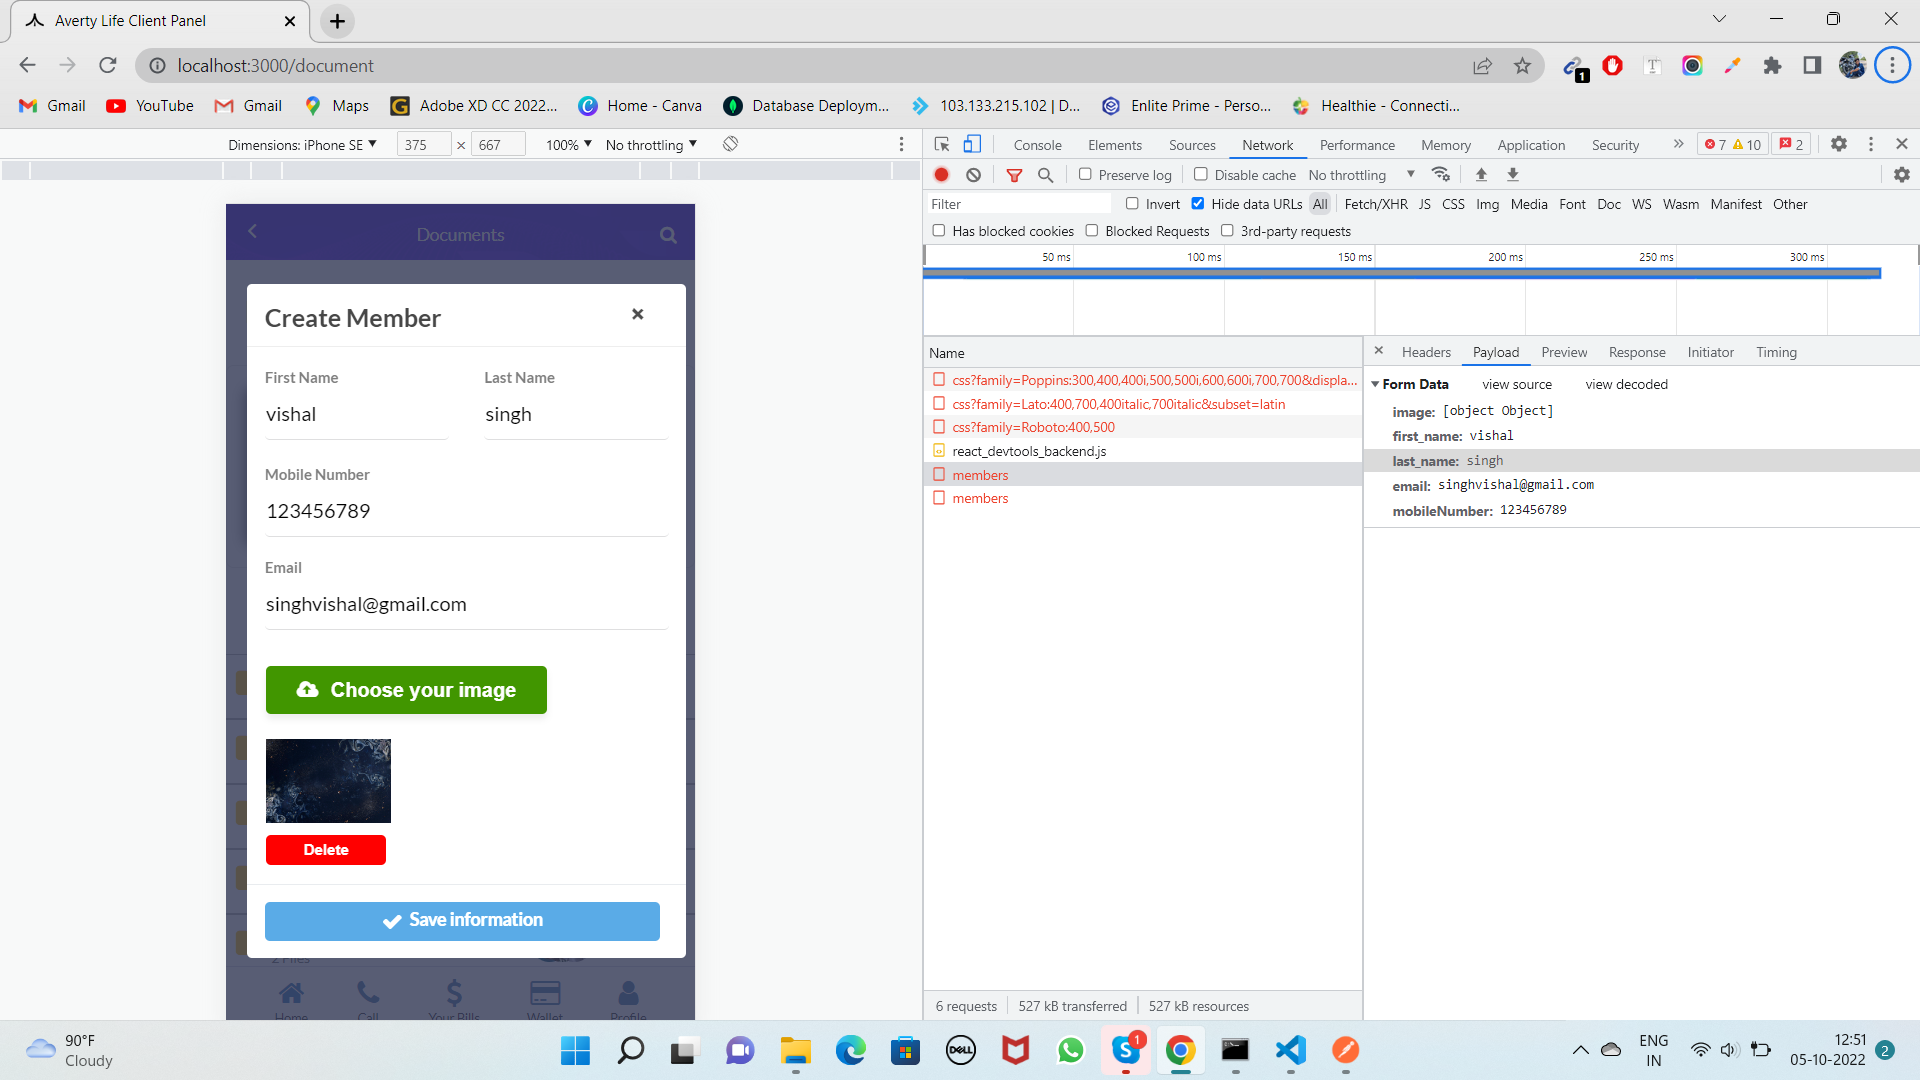 Averty Life Client Panel
localhost:3000/document
1
Gmail
YouTube
Gmail
Maps
Adobe XD CC 2022...
Home - Canva
Database Deploym...
103.133.215.102 | D...
Enlite Prime - Perso...
Healthie - Connecti...
Dimensions: iPhone SE
375
×
667
100%
No throttling
Console
Elements
Sources
Network
Performance
Memory
Application
Security
»
7
10
2
Preserve log
Disable cache
No throttling
Filter
Invert
Hide data URLs
All
Fetch/XHR
JS
CSS
Img
Media
Font
Doc
WS
Wasm
Manifest
Other
Has blocked cookies
Blocked Requests
3rd-party requests
50 ms
100 ms
150 ms
200 ms
250 ms
300 ms
Documents
Create Member
First Name
Last Name
vishal
singh
Mobile Number
123456789
Email
singhvishal@gmail.com
Choose your image
Delete
Save information
2 Files
Home
Call
Your Bills
Wallet
Profile
Name
css?family=Poppins:300,400,400i,500,500i,600,600i,700,700&displa...
css?family=Lato:400,700,400italic,700italic&subset=latin
css?family=Roboto:400,500
react_devtools_backend.js
members
members
6 requests
527 kB transferred
527 kB resources
Headers
Payload
Preview
Response
Initiator
Timing
Form Data
view source
view decoded
image: [object Object]
first_name: vishal
last_name: singh
email: singhvishal@gmail.com
mobileNumber: 123456789
90°F
Cloudy
DELL
1
ENG
IN
12:51
05-10-2022
2